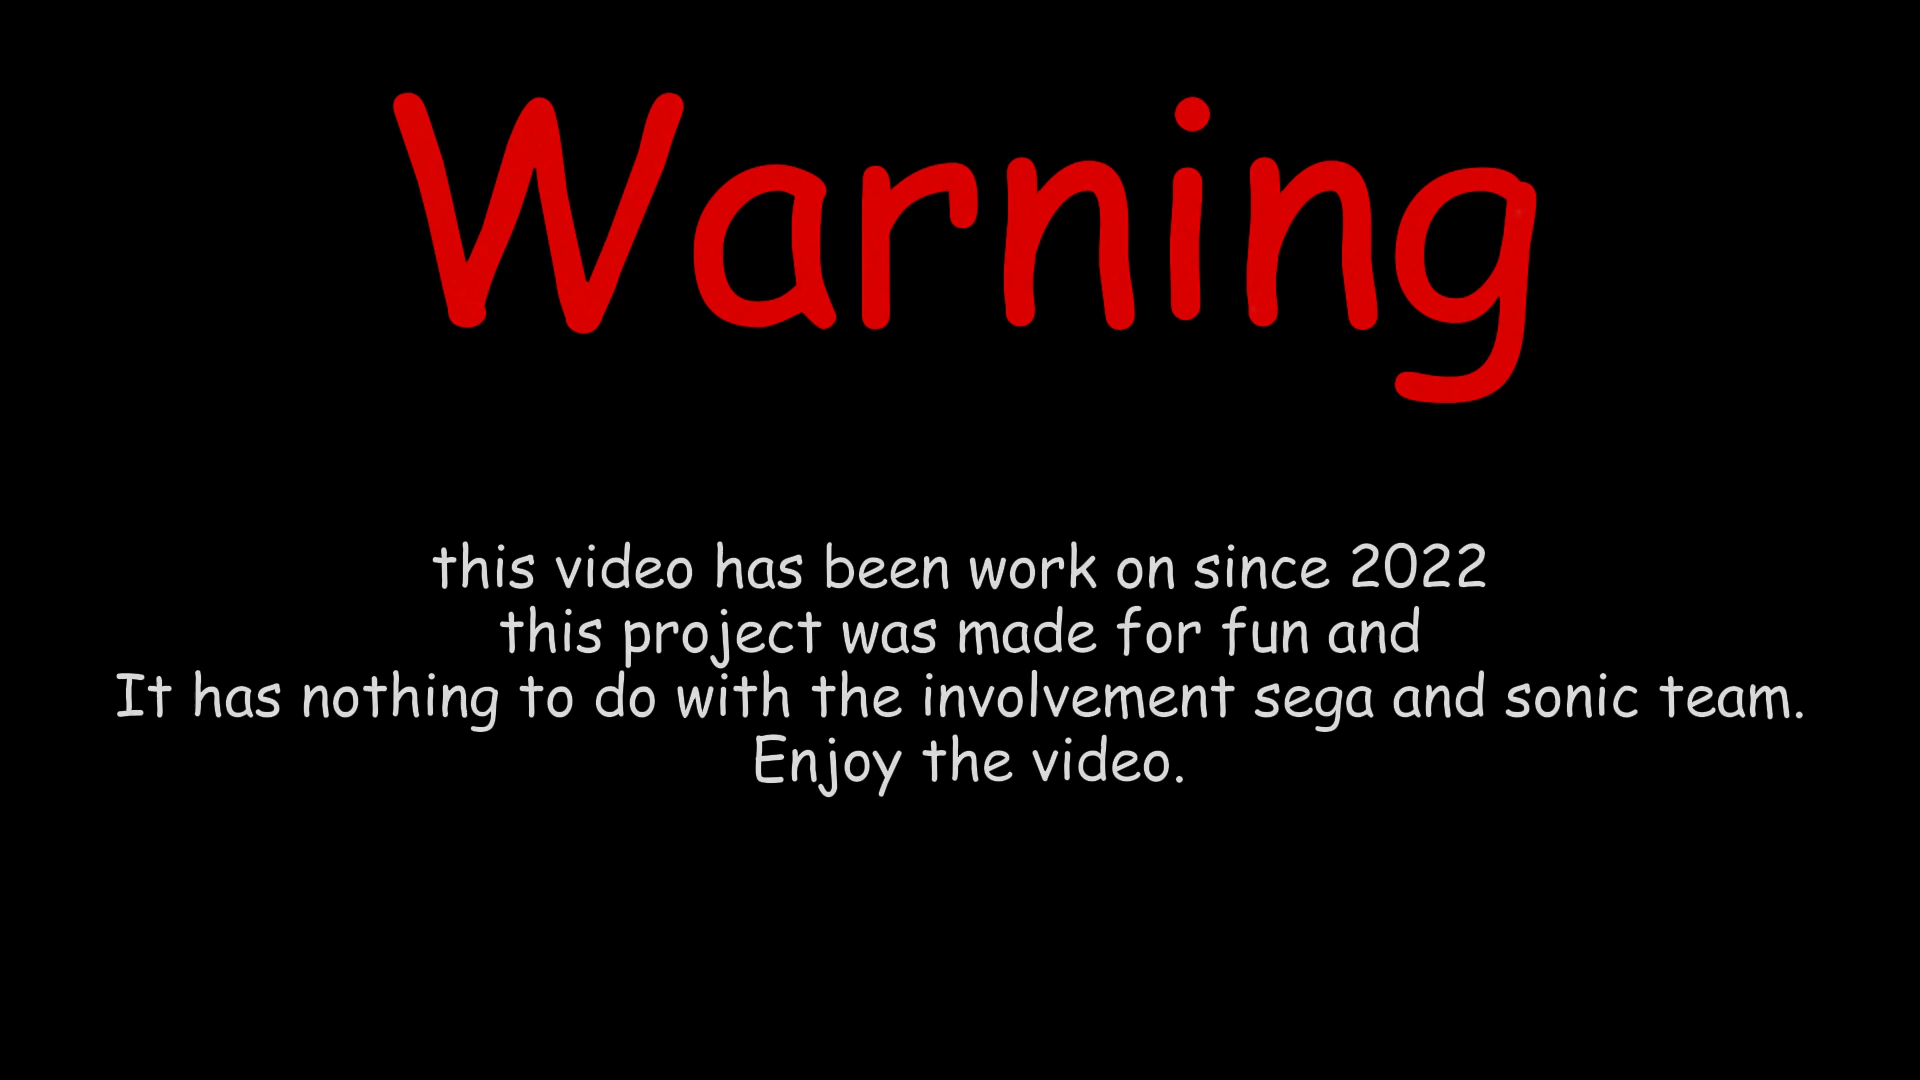 Warning
this video has been work on since 2022
this project was made for fun and
It has nothing to do with the involvement sega and sonic team.
Enjoy the video.